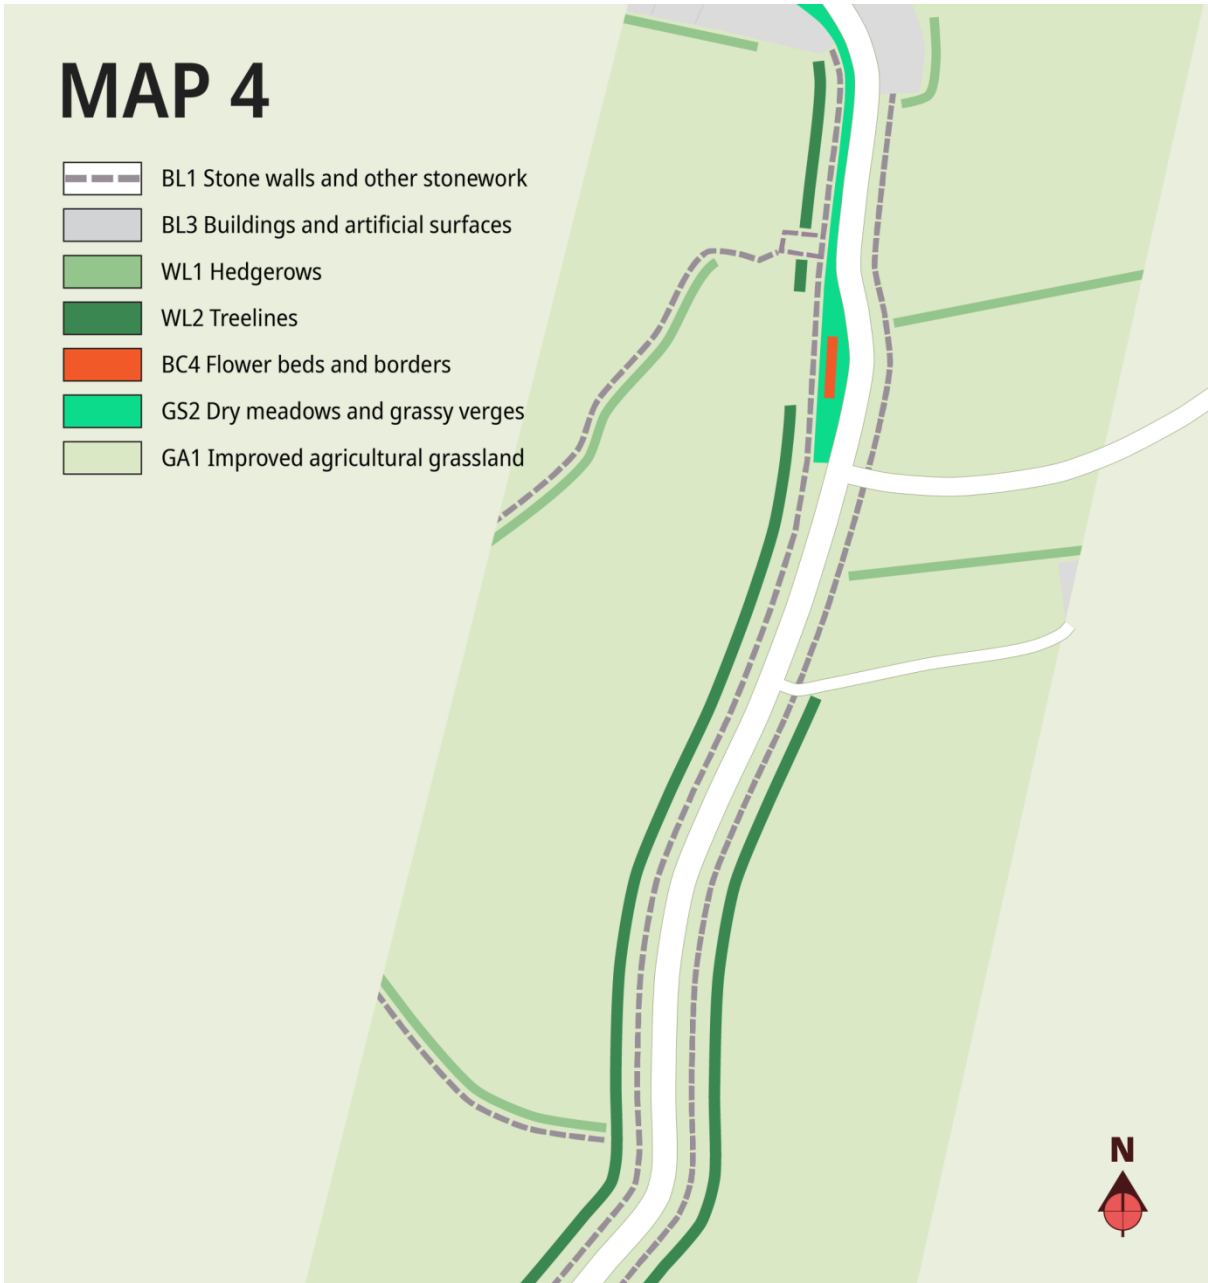 MAP 4
BL1 Stone walls and other stonework
BL3 Buildings and artificial surfaces
WL1 Hedgerows
WL2 Treelines
BC4 Flower beds and borders
GS2 Dry meadows and grassy verges
GA1 Improved agricultural grassland
N